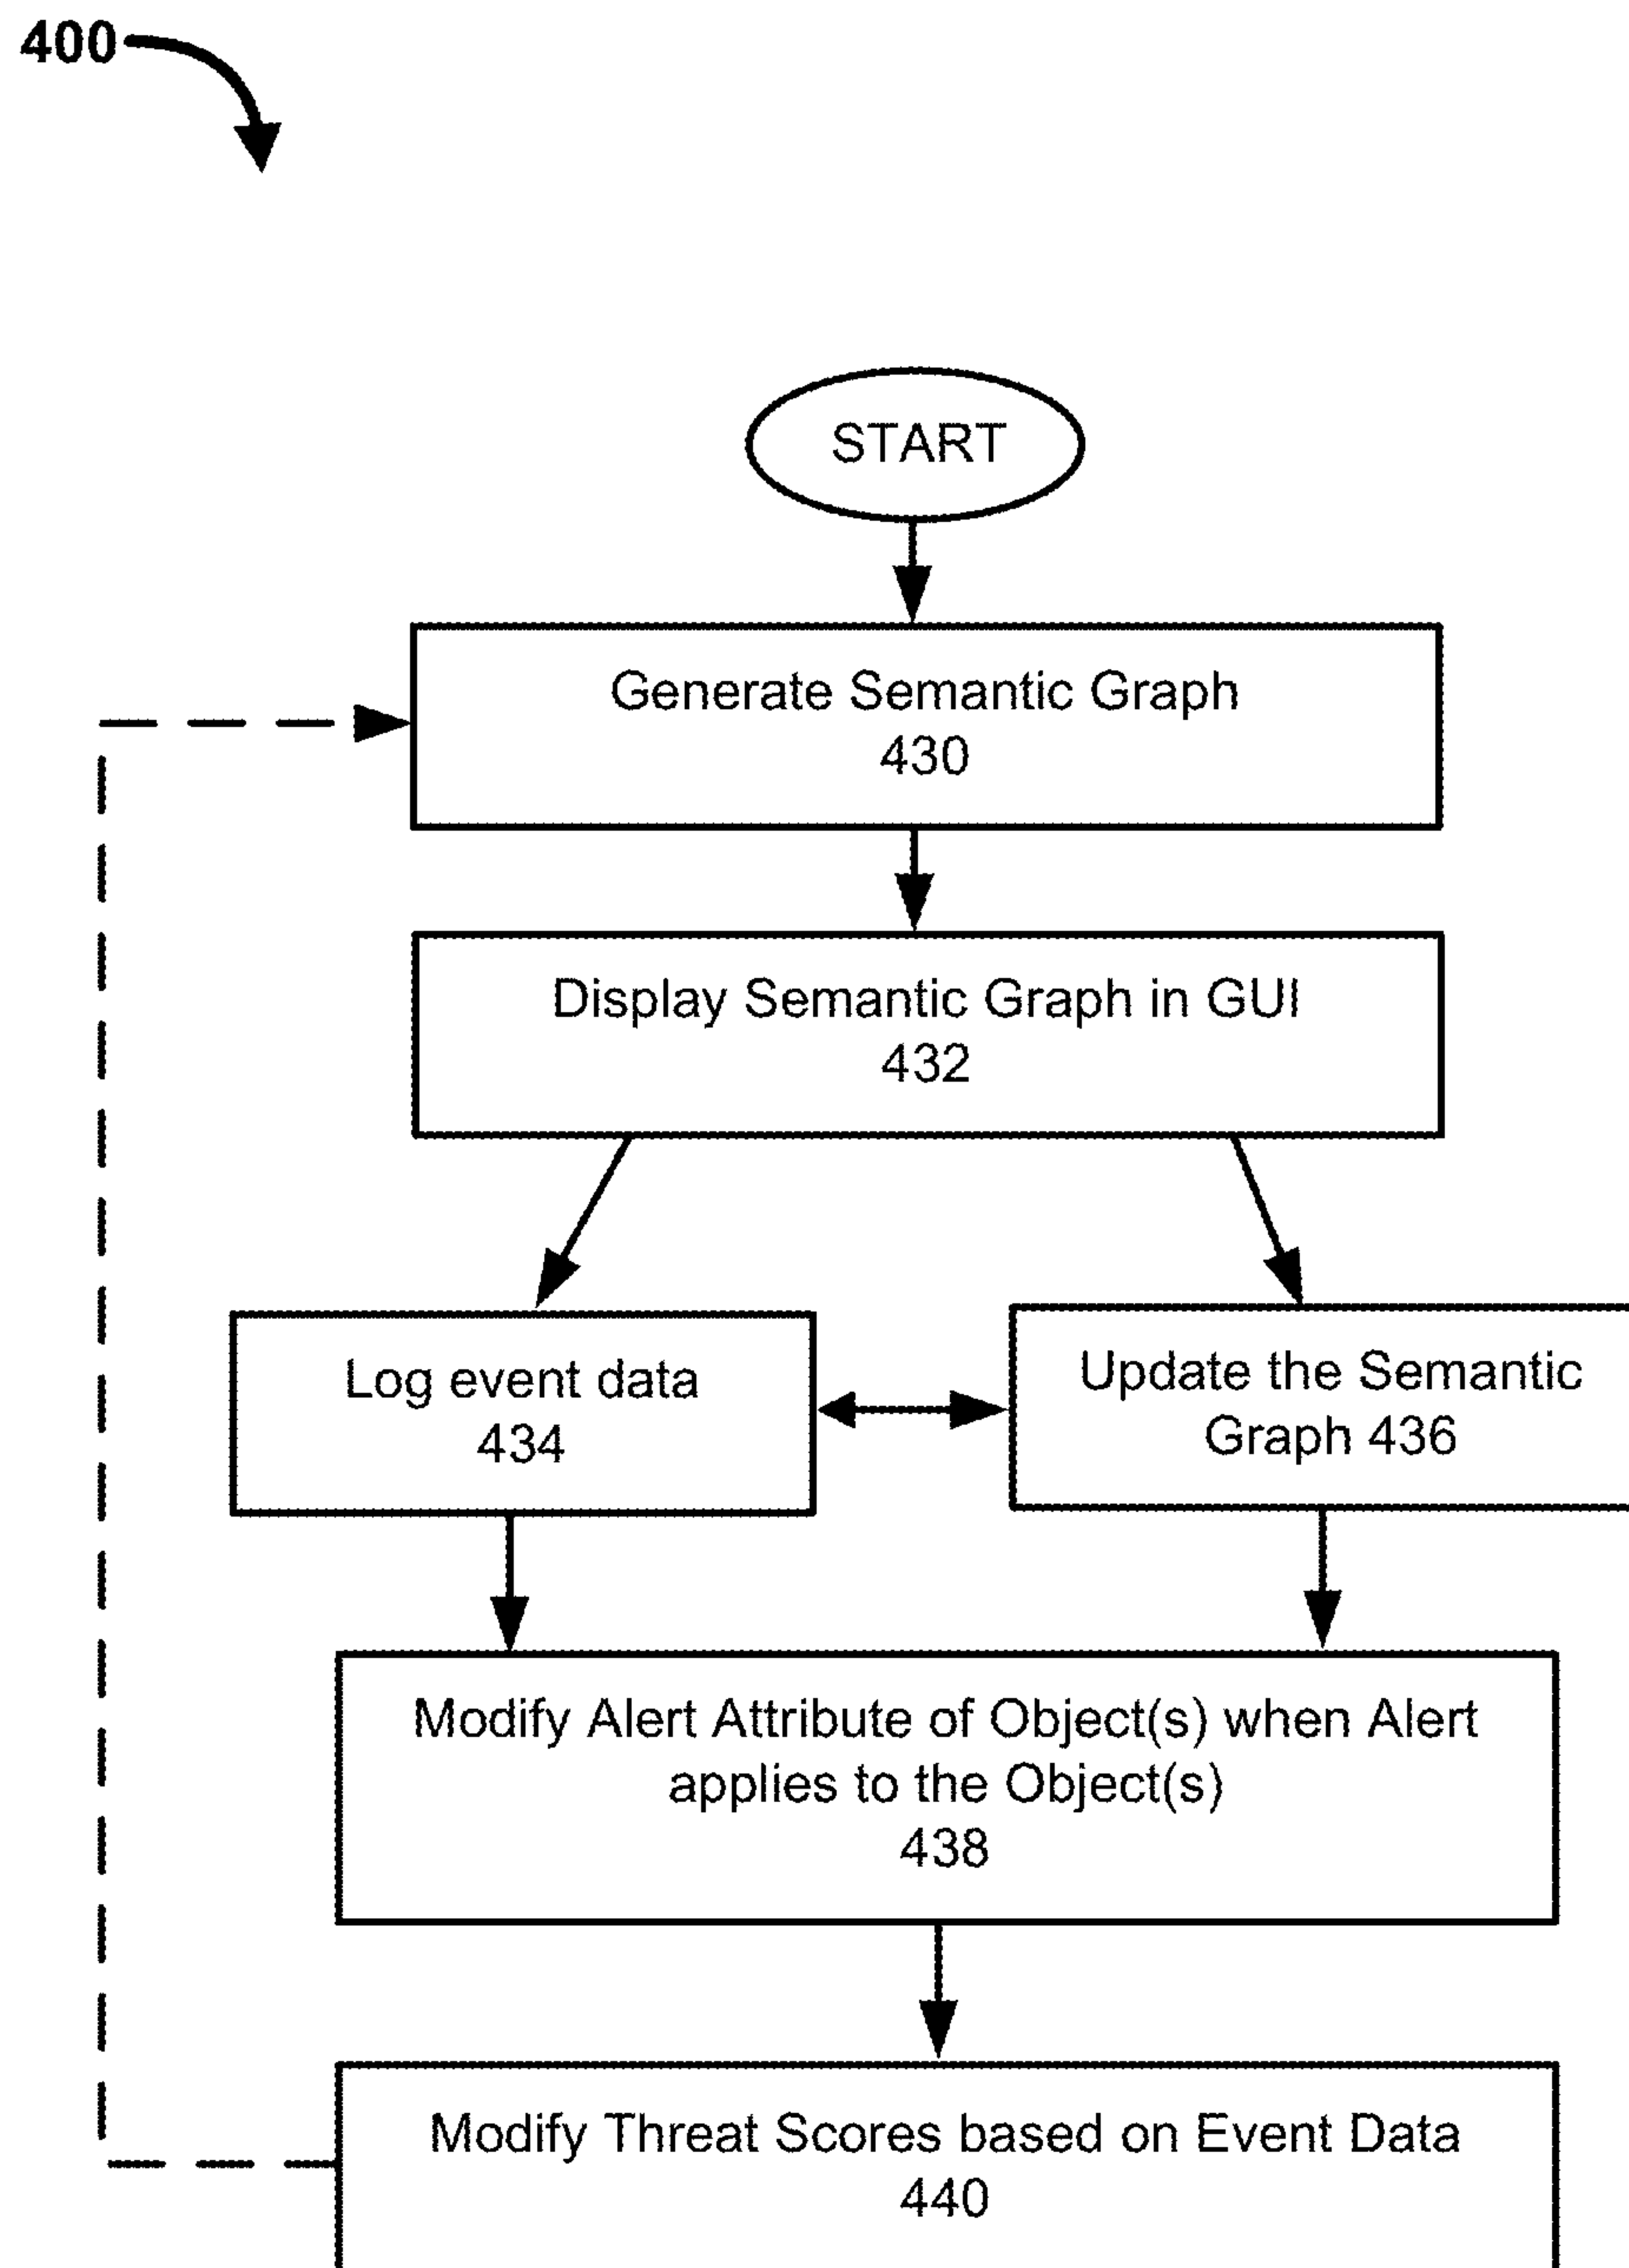 400
START
Generate Semantic Graph
430
Display Semantic Graph in GUI
432
Log event data
434
Update the Semantic
Graph 436
Modify Alert Attribute of Object(s) when Alert
applies to the Object(s)
438
Modify Threat Scores based on Event Data
440